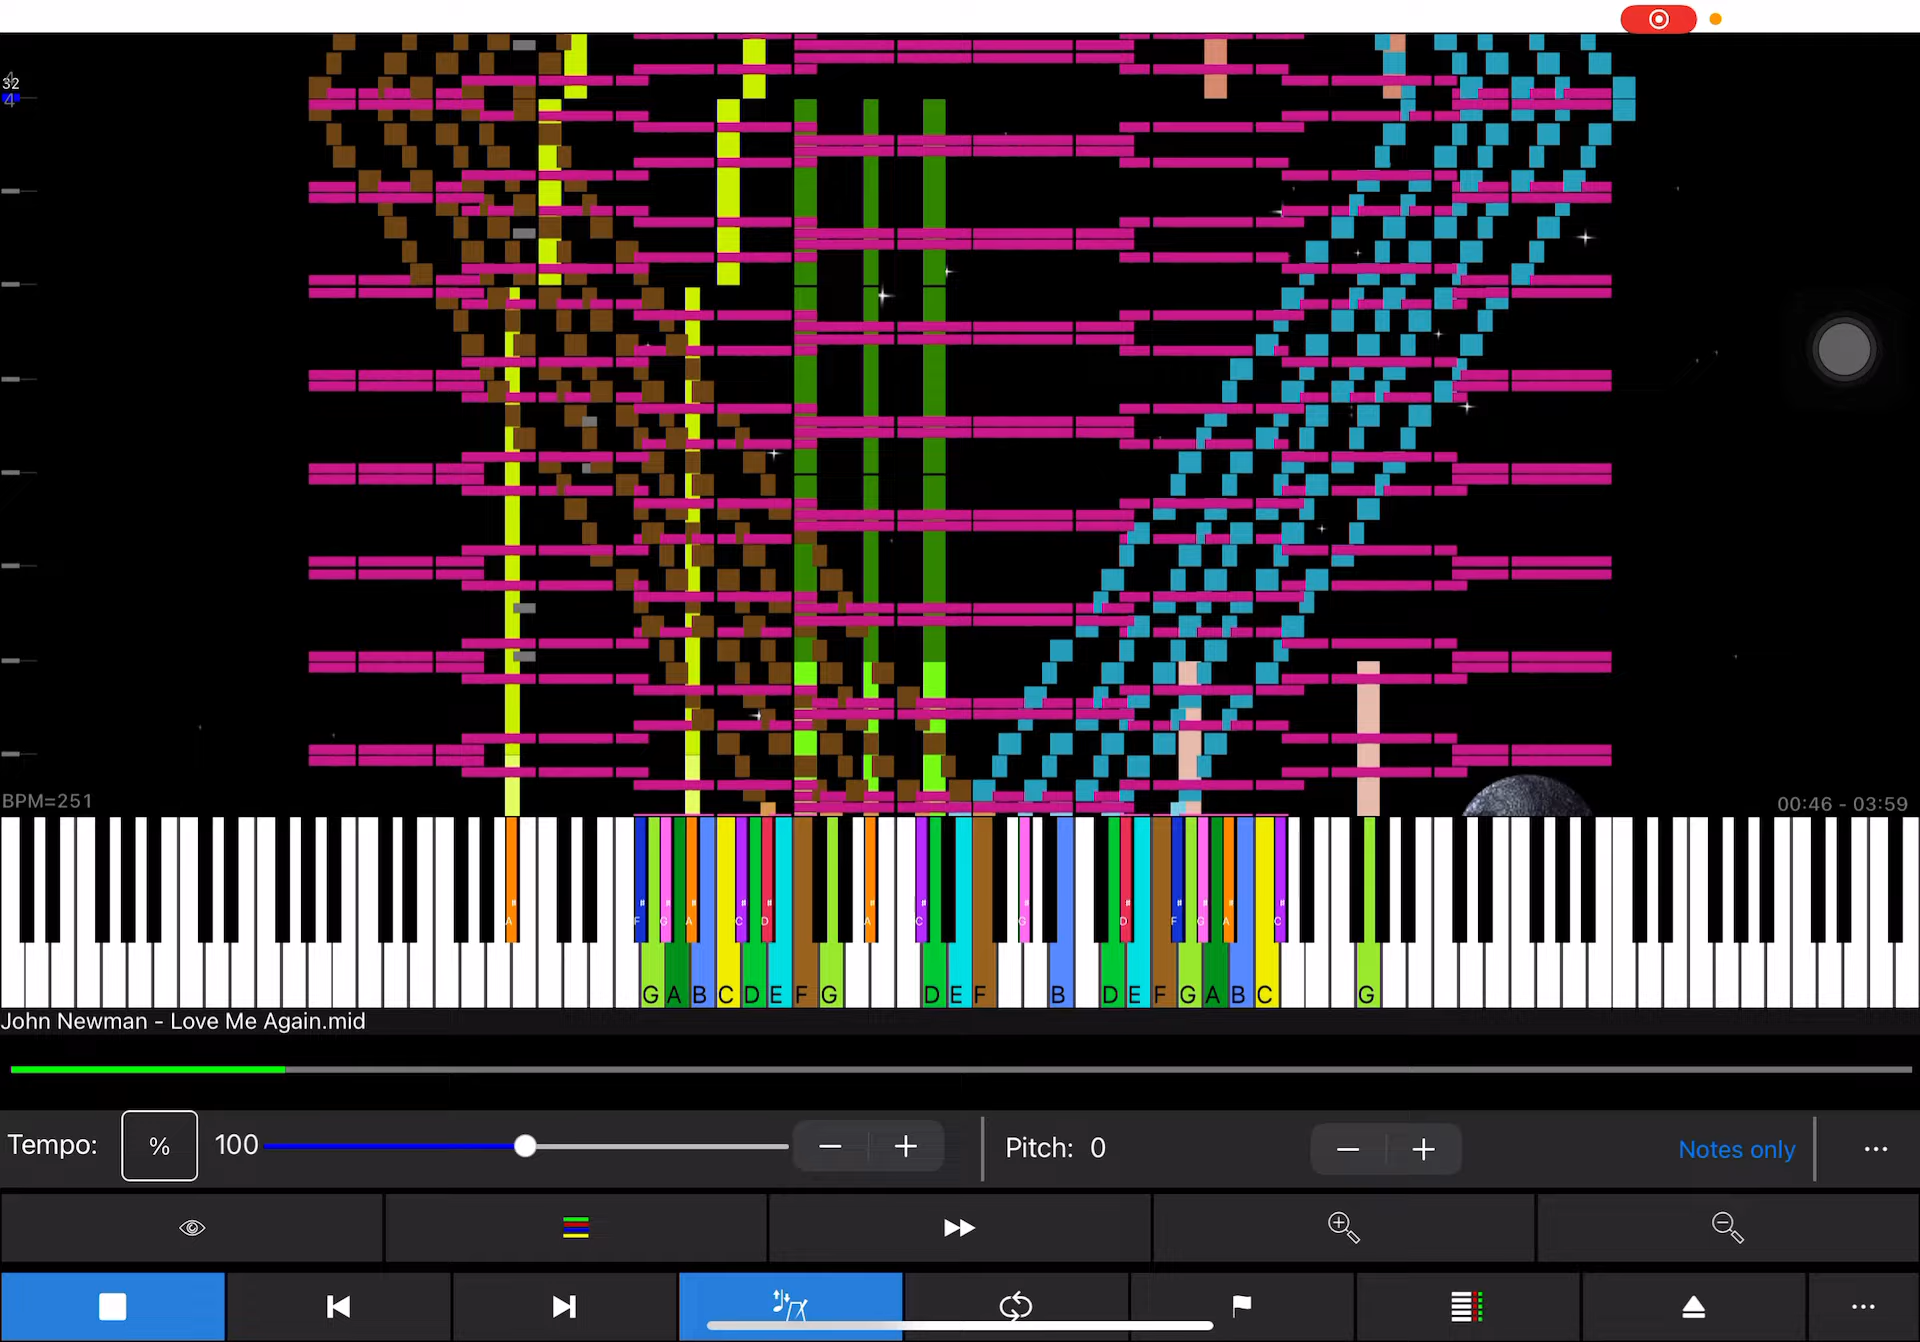 32
4
4
BPM=251
00:46 - 03:59
A# F# G# A# C# D# A# C# G# D# F# G# A# C#
G A B C D E F G D E F B D E F G A B C G
John Newman - Love Me Again.mid
Tempo: % 100 − + Pitch: 0 − + Notes only ...
...